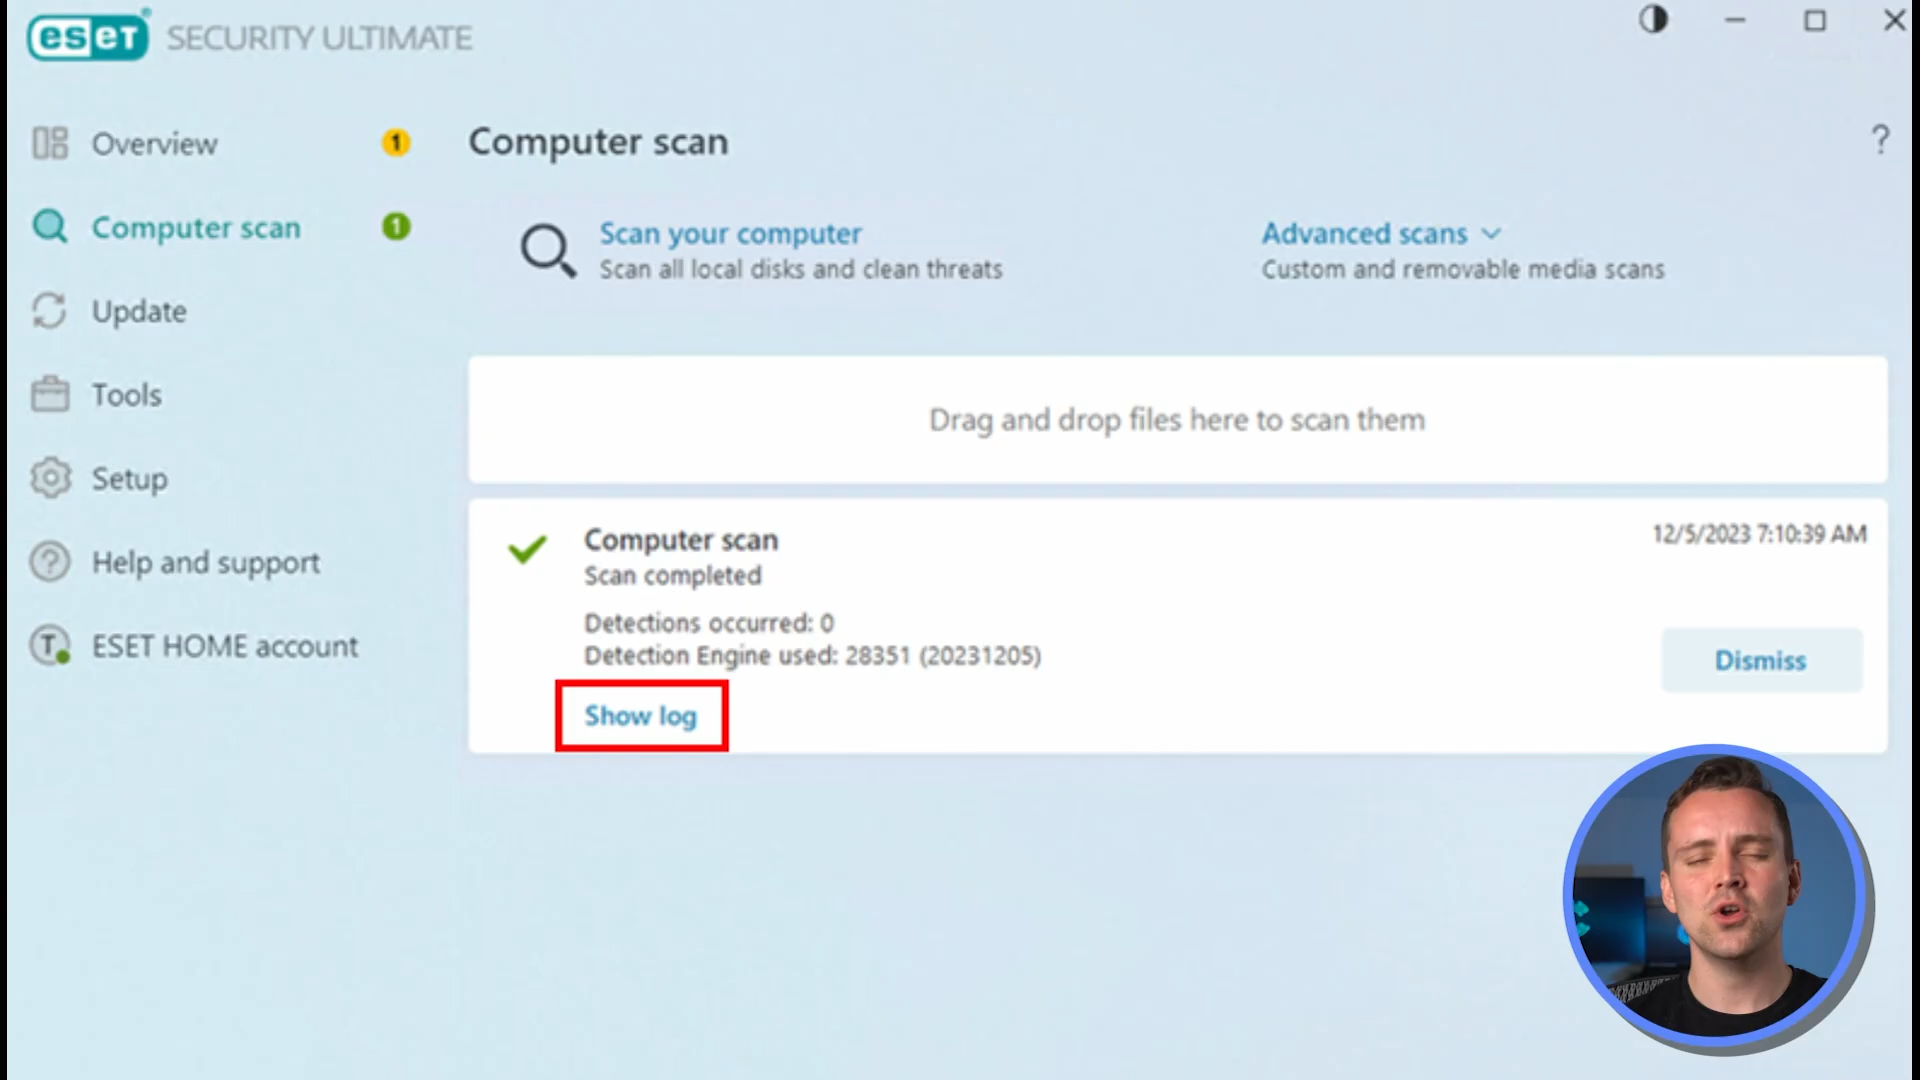 eseT® SECURITY ULTIMATE
Overview 1
Computer scan 1
Update
Tools
Setup
Help and support
T ESET HOME account
Computer scan ?
Scan your computer
Scan all local disks and clean threats
Advanced scans
Custom and removable media scans
Drag and drop files here to scan them
Computer scan 12/5/2023 7:10:39 AM
Scan completed
Detections occurred: 0
Detection Engine used: 28351 (20231205)
Dismiss
Show log